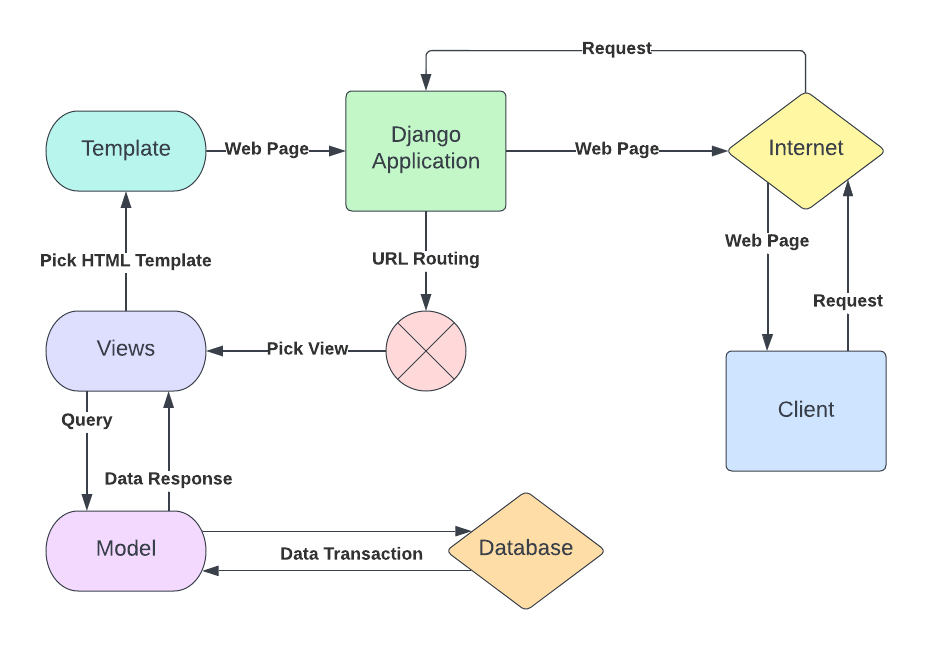 Request
Template
Web Page
Django
Application
Web Page
Internet
Web Page
Pick HTML Template
URL Routing
Request
Views
Pick View
Client
Query
Data Response
Model
Data Transaction
Database